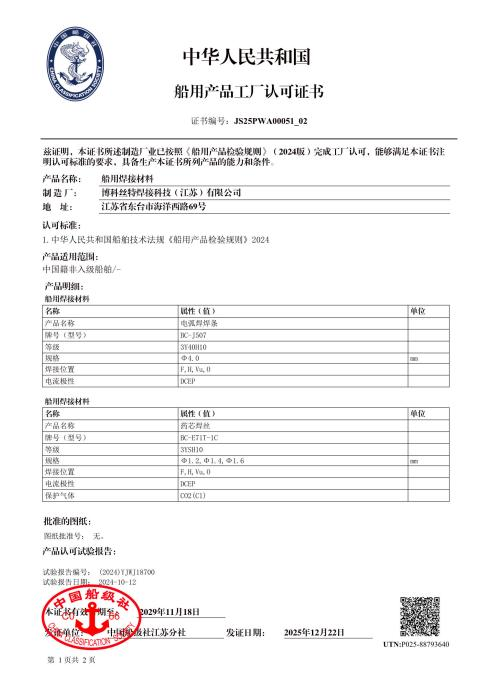 中国船级社
CHINA CLASSIFICATION SOCIETY
中华人民共和国
船用产品工厂认可证书
证书编号: JS25PWA00051_02
兹证明，本证书所述制造厂业已按照《船用产品检验规则》（2024版）完成工厂认可，能够满足本证书注
明认可标准的要求，具备生产本证书所列产品的能力和条件。
产品名称: 船用焊接材料
制 造 厂: 博科丝特焊接科技（江苏）有限公司
地 址: 江苏省东台市海洋西路69号
认可标准:
1.中华人民共和国船舶技术法规《船用产品检验规则》2024
产品适用范围:
中国籍非入级船舶/-
产品明细:
船用焊接材料
名称 属性（值） 单位
产品名称 电弧焊焊条
牌号（型号） BC-J507
等级 3Y40H10
规格 Φ4.0 mm
焊接位置 F,H,Vu,O
电流极性 DCEP
船用焊接材料
名称 属性（值） 单位
产品名称 药芯焊丝
牌号（型号） BC-E71T-1C
等级 3YSH10
规格 Φ1.2,Φ1.4,Φ1.6 mm
焊接位置 F,H,Vu,O
电流极性 DCEP
保护气体 CO2(C1)
批准的图纸:
图纸批准号: 无。
产品认可试验报告:
试验报告编号: (2024)YJWJ18700
试验报告日期: 2024-10-12
本证书有效期至: 2029年11月18日
发证单位: 中国船级社江苏分社 发证日期: 2025年12月22日
中国船级社
CO 66
CHINA CLASSIFICATION SOCIETY
UTN:P025-88793640
第 1 页共 2 页